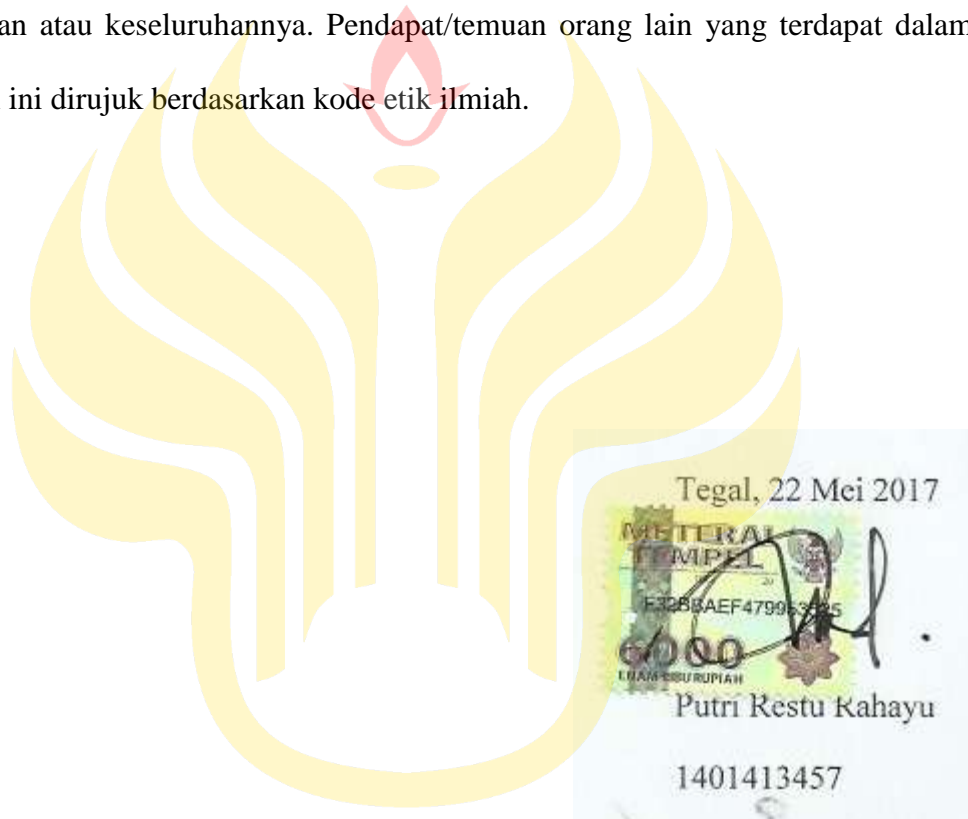 an atau keseluruhannya. Pendapat/temuan orang lain yang terdapat dalam
ini dirujuk berdasarkan kode etik ilmiah.
Tegal, 22 Mei 2017
METERAI
TEMPEL
6000
ENAM RIBU RUPIAH
Putri Restu Rahayu
1401413457